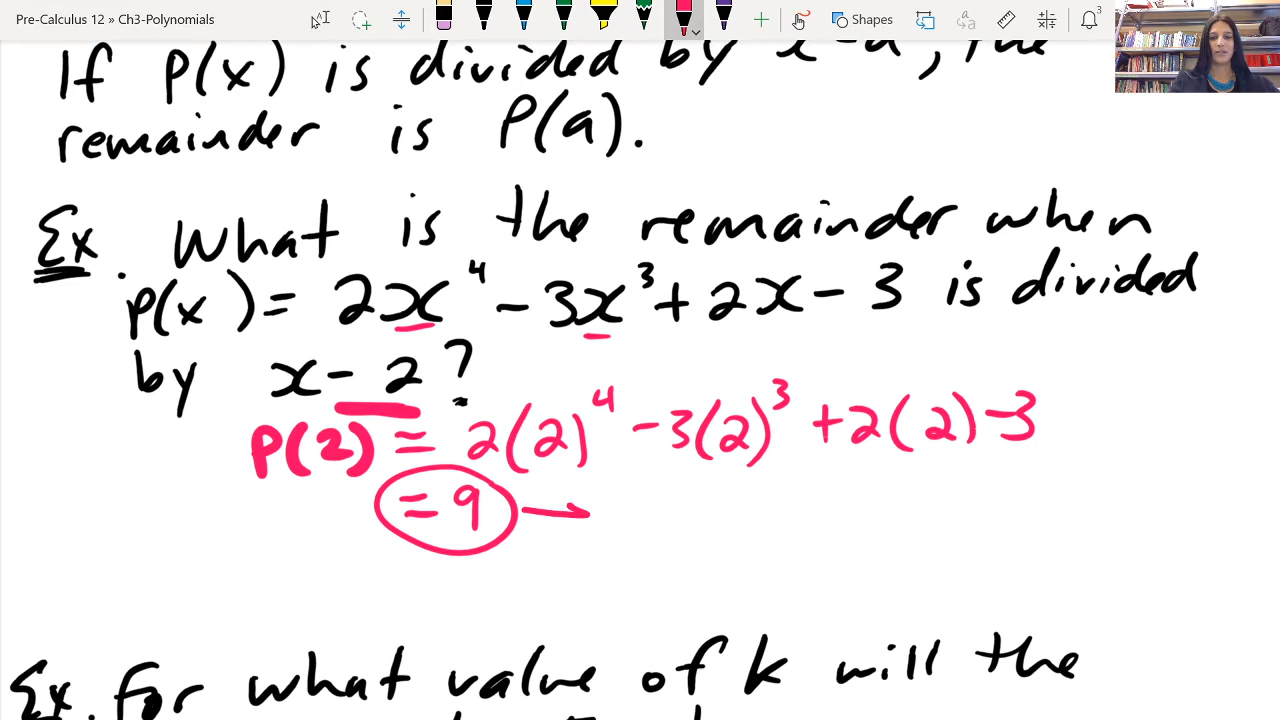 Pre-Calculus 12 » Ch3-Polynomials
Shapes
3
If P(x) is divided by x-a, the
remainder is P(a).
Ex. What is the remainder when
P(x) = 2x⁴ - 3x³ + 2x - 3 is divided
by x - 2?
P(2) = 2(2)⁴ - 3(2)³ + 2(2) - 3
= 9 →
Ex. For what value of k will the